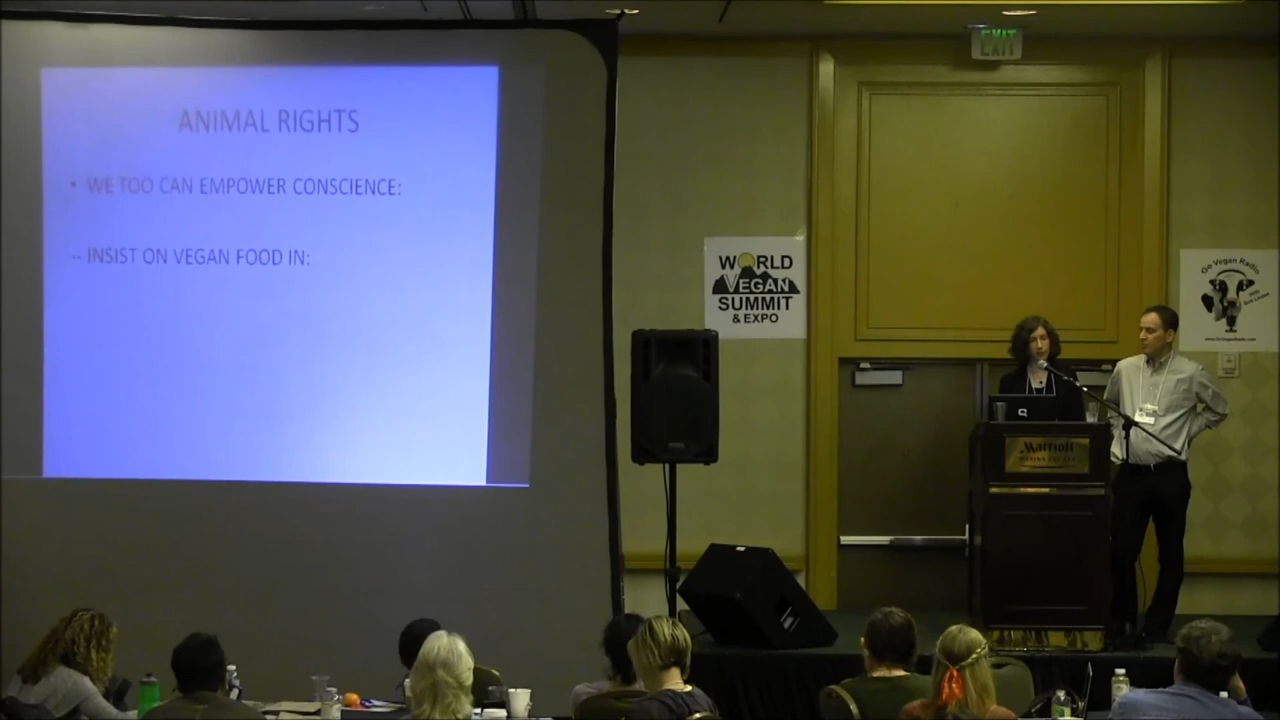 ANIMAL RIGHTS
• WE TOO CAN EMPOWER CONSCIENCE:
-- INSIST ON VEGAN FOOD IN:
EXIT
WORLD
VEGAN
SUMMIT
& EXPO
Go Vegan Radio
Marriott